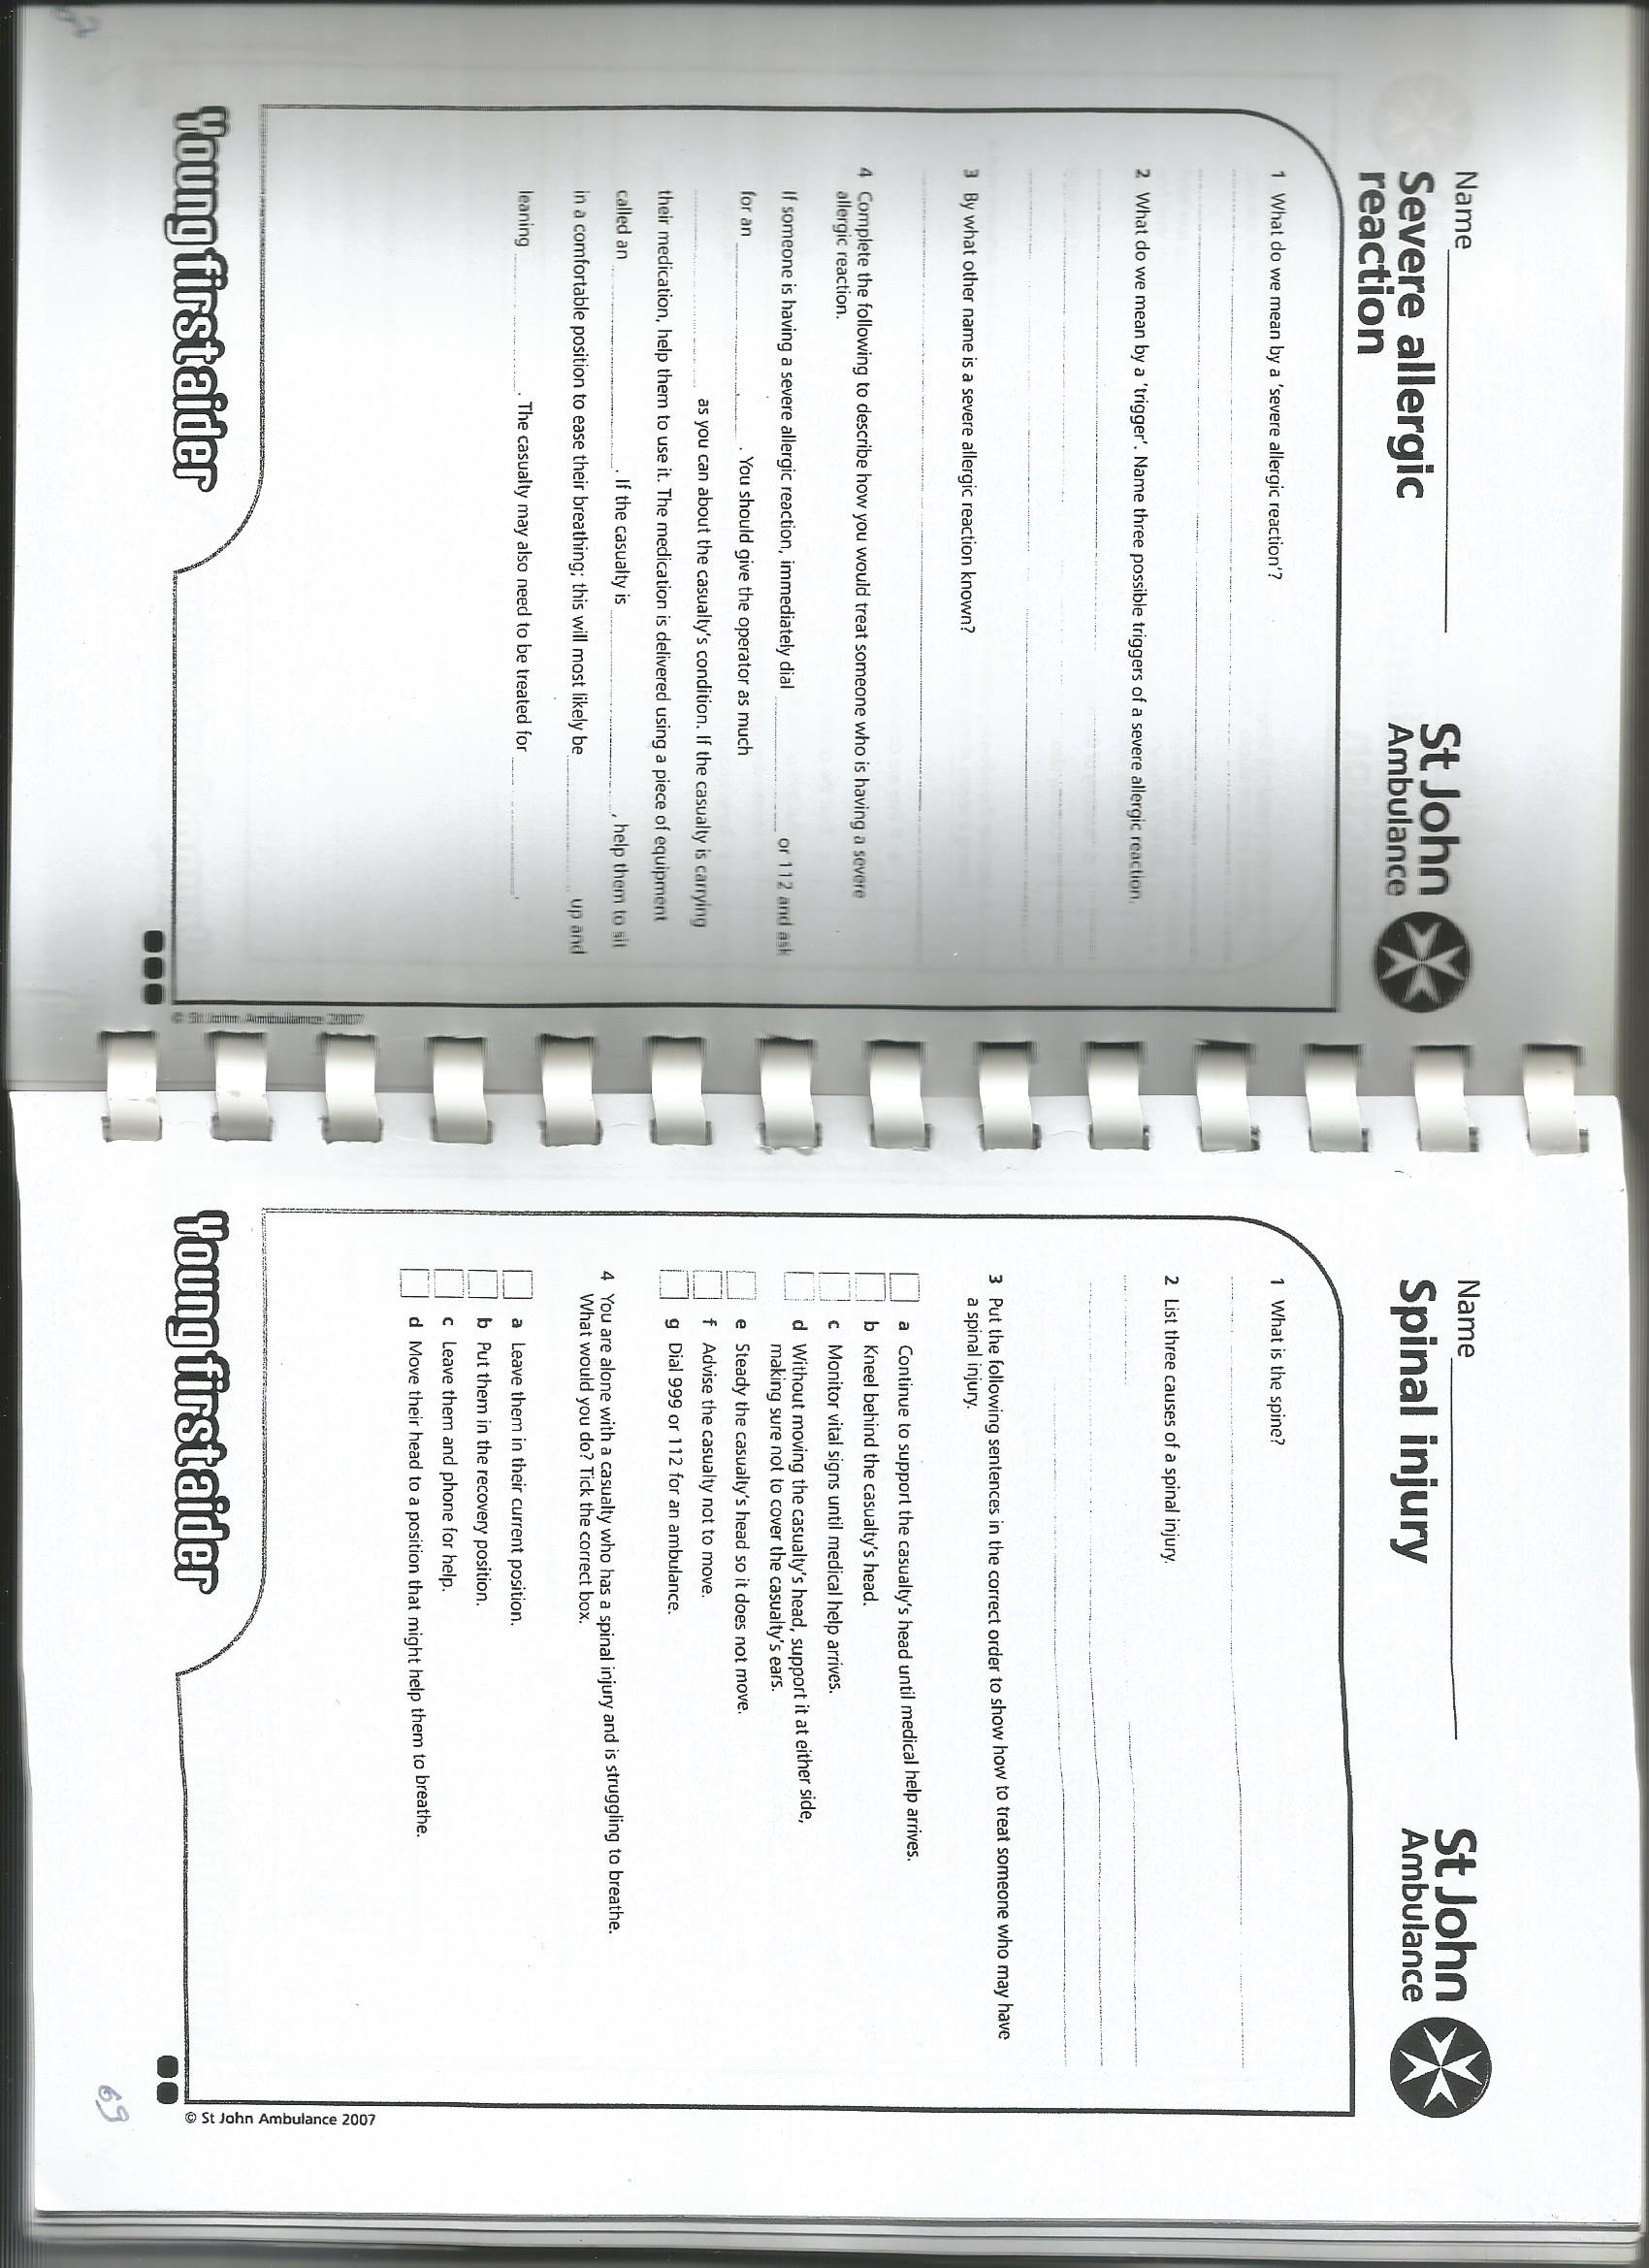 Name
Severe allergic
reaction
St John
Ambulance
1 What do we mean by a 'severe allergic reaction'?
2 What do we mean by a 'trigger'. Name three possible triggers of a severe allergic reaction.
3 By what other name is a severe allergic reaction known?
4 Complete the following to describe how you would treat someone who is having a severe
allergic reaction.
If someone is having a severe allergic reaction, immediately dial or 112 and ask
for an . You should give the operator as much
as you can about the casualty's condition. If the casualty is carrying
their medication, help them to use it. The medication is delivered using a piece of equipment
called an . If the casualty is , help them to sit
in a comfortable position to ease their breathing; this will most likely be up and
leaning . The casualty may also need to be treated for .
Young first aider
© St John Ambulance 2007
Name
Spinal injury
St John
Ambulance
1 What is the spine?
2 List three causes of a spinal injury.
3 Put the following sentences in the correct order to show how to treat someone who may have
a spinal injury.
a Continue to support the casualty's head until medical help arrives.
b Kneel behind the casualty's head.
c Monitor vital signs until medical help arrives.
d Without moving the casualty's head, support it at either side,
making sure not to cover the casualty's ears.
e Steady the casualty's head so it does not move.
f Advise the casualty not to move.
g Dial 999 or 112 for an ambulance.
4 You are alone with a casualty who has a spinal injury and is struggling to breathe.
What would you do? Tick the correct box.
a Leave them in their current position.
b Put them in the recovery position.
c Leave them and phone for help.
d Move their head to a position that might help them to breathe.
Young first aider
© St John Ambulance 2007
69